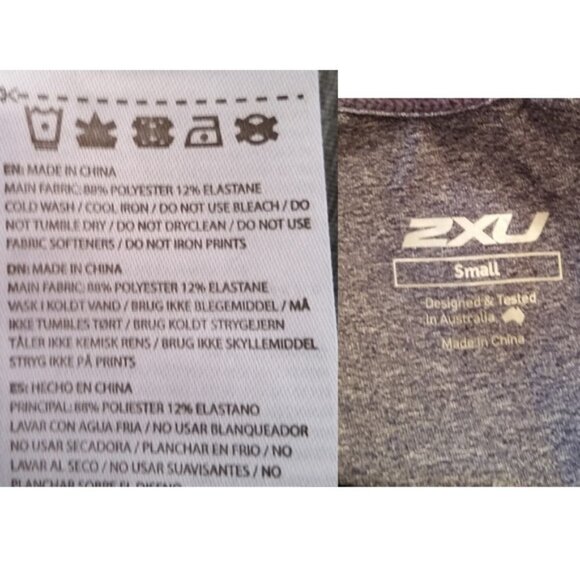 EN: MADE IN CHINA
MAIN FABRIC: 88% POLYESTER 12% ELASTANE
COLD WASH / COOL IRON / DO NOT USE BLEACH / DO
NOT TUMBLE DRY / DO NOT DRYCLEAN / DO NOT USE
FABRIC SOFTENERS / DO NOT IRON PRINTS
DN: MADE IN CHINA
MAIN FABRIC: 88% POLYESTER 12% ELASTANE
VASK I KOLDT VAND / BRUG IKKE BLEGEMIDDEL / MÅ
IKKE TUMBLES TØRT / BRUG KOLDT STRYGEJERN
TÅLER IKKE KEMISK RENS / BRUG IKKE SKYLLEMIDDEL
STRYG IKKE PÅ PRINTS
ES: HECHO EN CHINA
PRINCIPAL: 88% POLIESTER 12% ELASTANO
LAVAR CON AGUA FRIA / NO USAR BLANQUEADOR
NO USAR SECADORA / PLANCHAR EN FRIO / NO
LAVAR AL SECO / NO USAR SUAVISANTES / NO
PLANCHAR SOBRE EL DISEÑO
2XU
Small
Designed & Tested
in Australia
Made in China